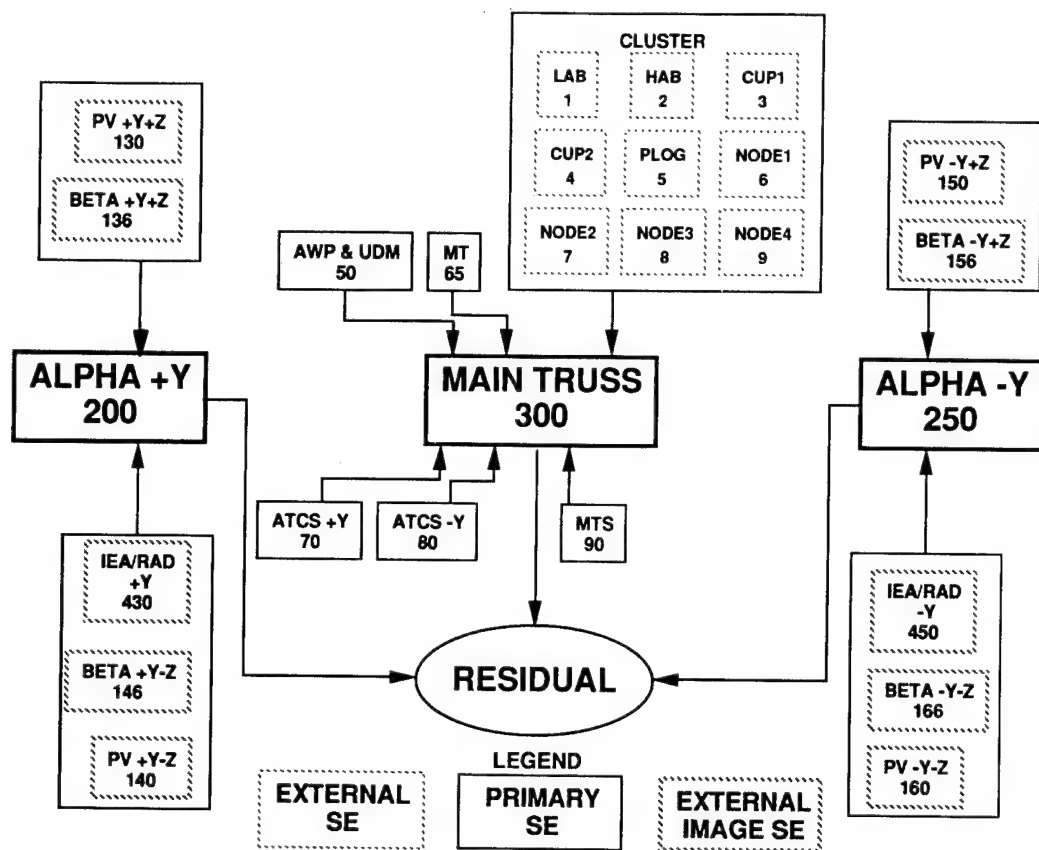 CLUSTER
LAB
1
HAB
2
CUP1
3
CUP2
4
PLOG
5
NODE1
6
NODE2
7
NODE3
8
NODE4
9
PV +Y+Z
130
BETA +Y+Z
136
PV -Y+Z
150
BETA -Y+Z
156
AWP & UDM
50
MT
65
ALPHA +Y
200
MAIN TRUSS
300
ALPHA -Y
250
ATCS +Y
70
ATCS -Y
80
MTS
90
IEA/RAD
+Y
430
BETA +Y-Z
146
PV +Y-Z
140
RESIDUAL
IEA/RAD
-Y
450
BETA -Y-Z
166
PV -Y-Z
160
LEGEND
EXTERNAL
SE
PRIMARY
SE
EXTERNAL
IMAGE SE